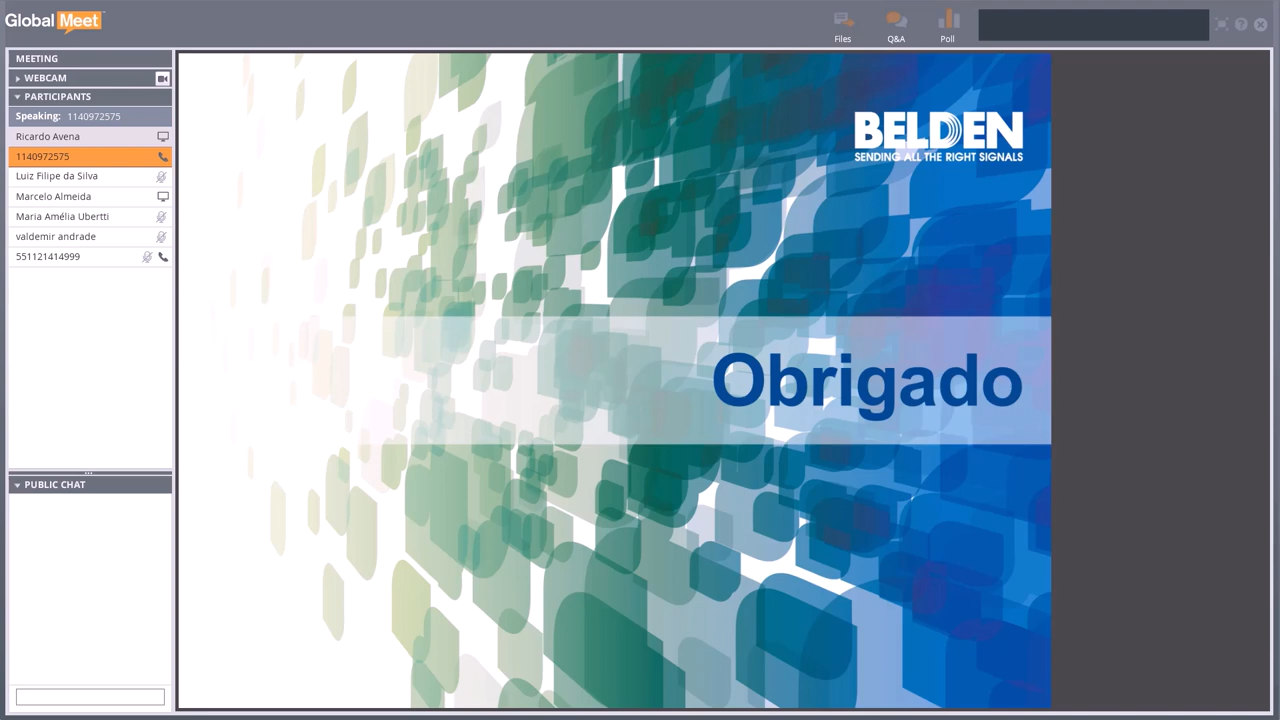 Global Meet
Files
Q&A
Poll
MEETING
WEBCAM
PARTICIPANTS
Speaking: 1140972575
Ricardo Avena
1140972575
Luiz Filipe da Silva
Marcelo Almeida
Maria Amélia Ubertti
valdemir andrade
551121414999
PUBLIC CHAT
BELDEN
SENDING ALL THE RIGHT SIGNALS
Obrigado